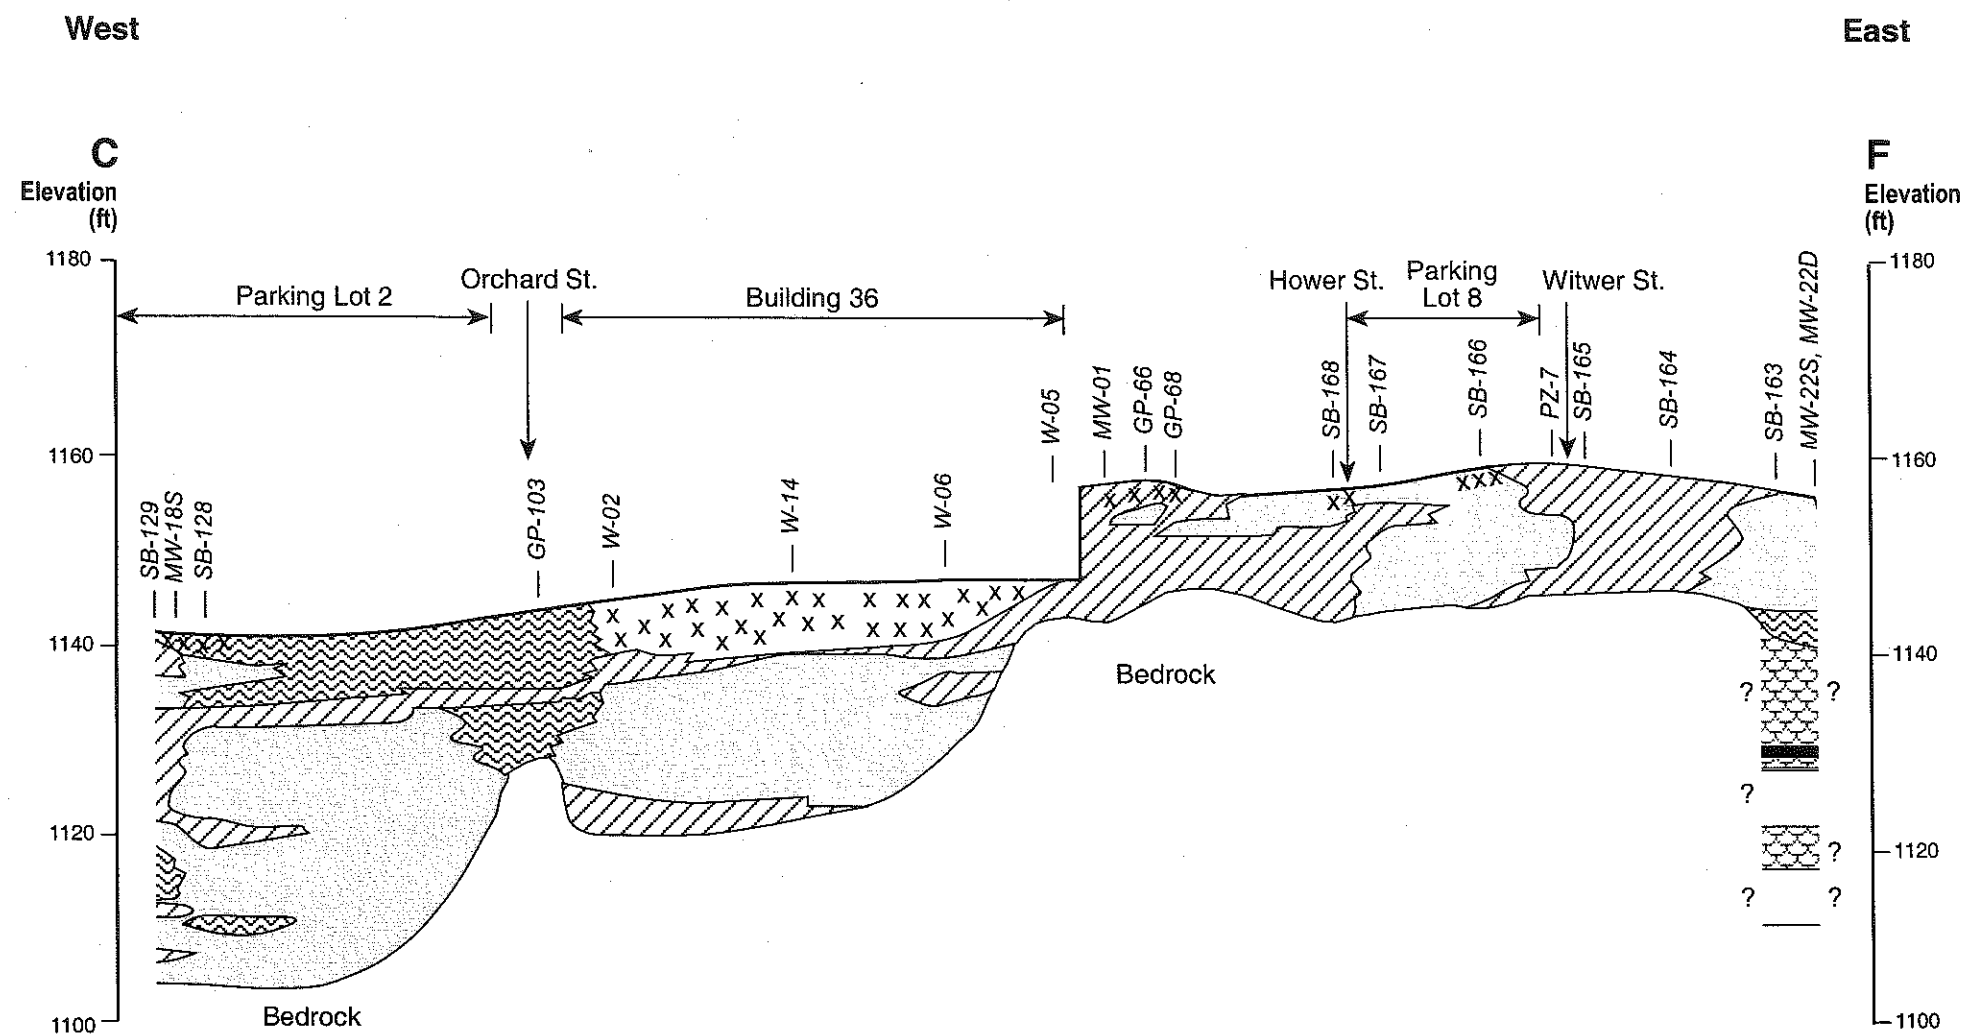 West
East
C
Elevation
(ft)
F
Elevation
(ft)
1180
1160
1140
1120
1100
1180
1160
1140
1120
1100
Parking Lot 2
Orchard St.
Building 36
Hower St.
Parking
Lot 8
Witwer St.
SB-129
MW-18S
SB-128
GP-103
W-02
W-14
W-06
W-05
MW-01
GP-66
GP-68
SB-168
SB-167
SB-166
PZ-7
SB-165
SB-164
SB-163
MW-22S, MW-22D
Bedrock
Bedrock
? ?
?
?
? ?